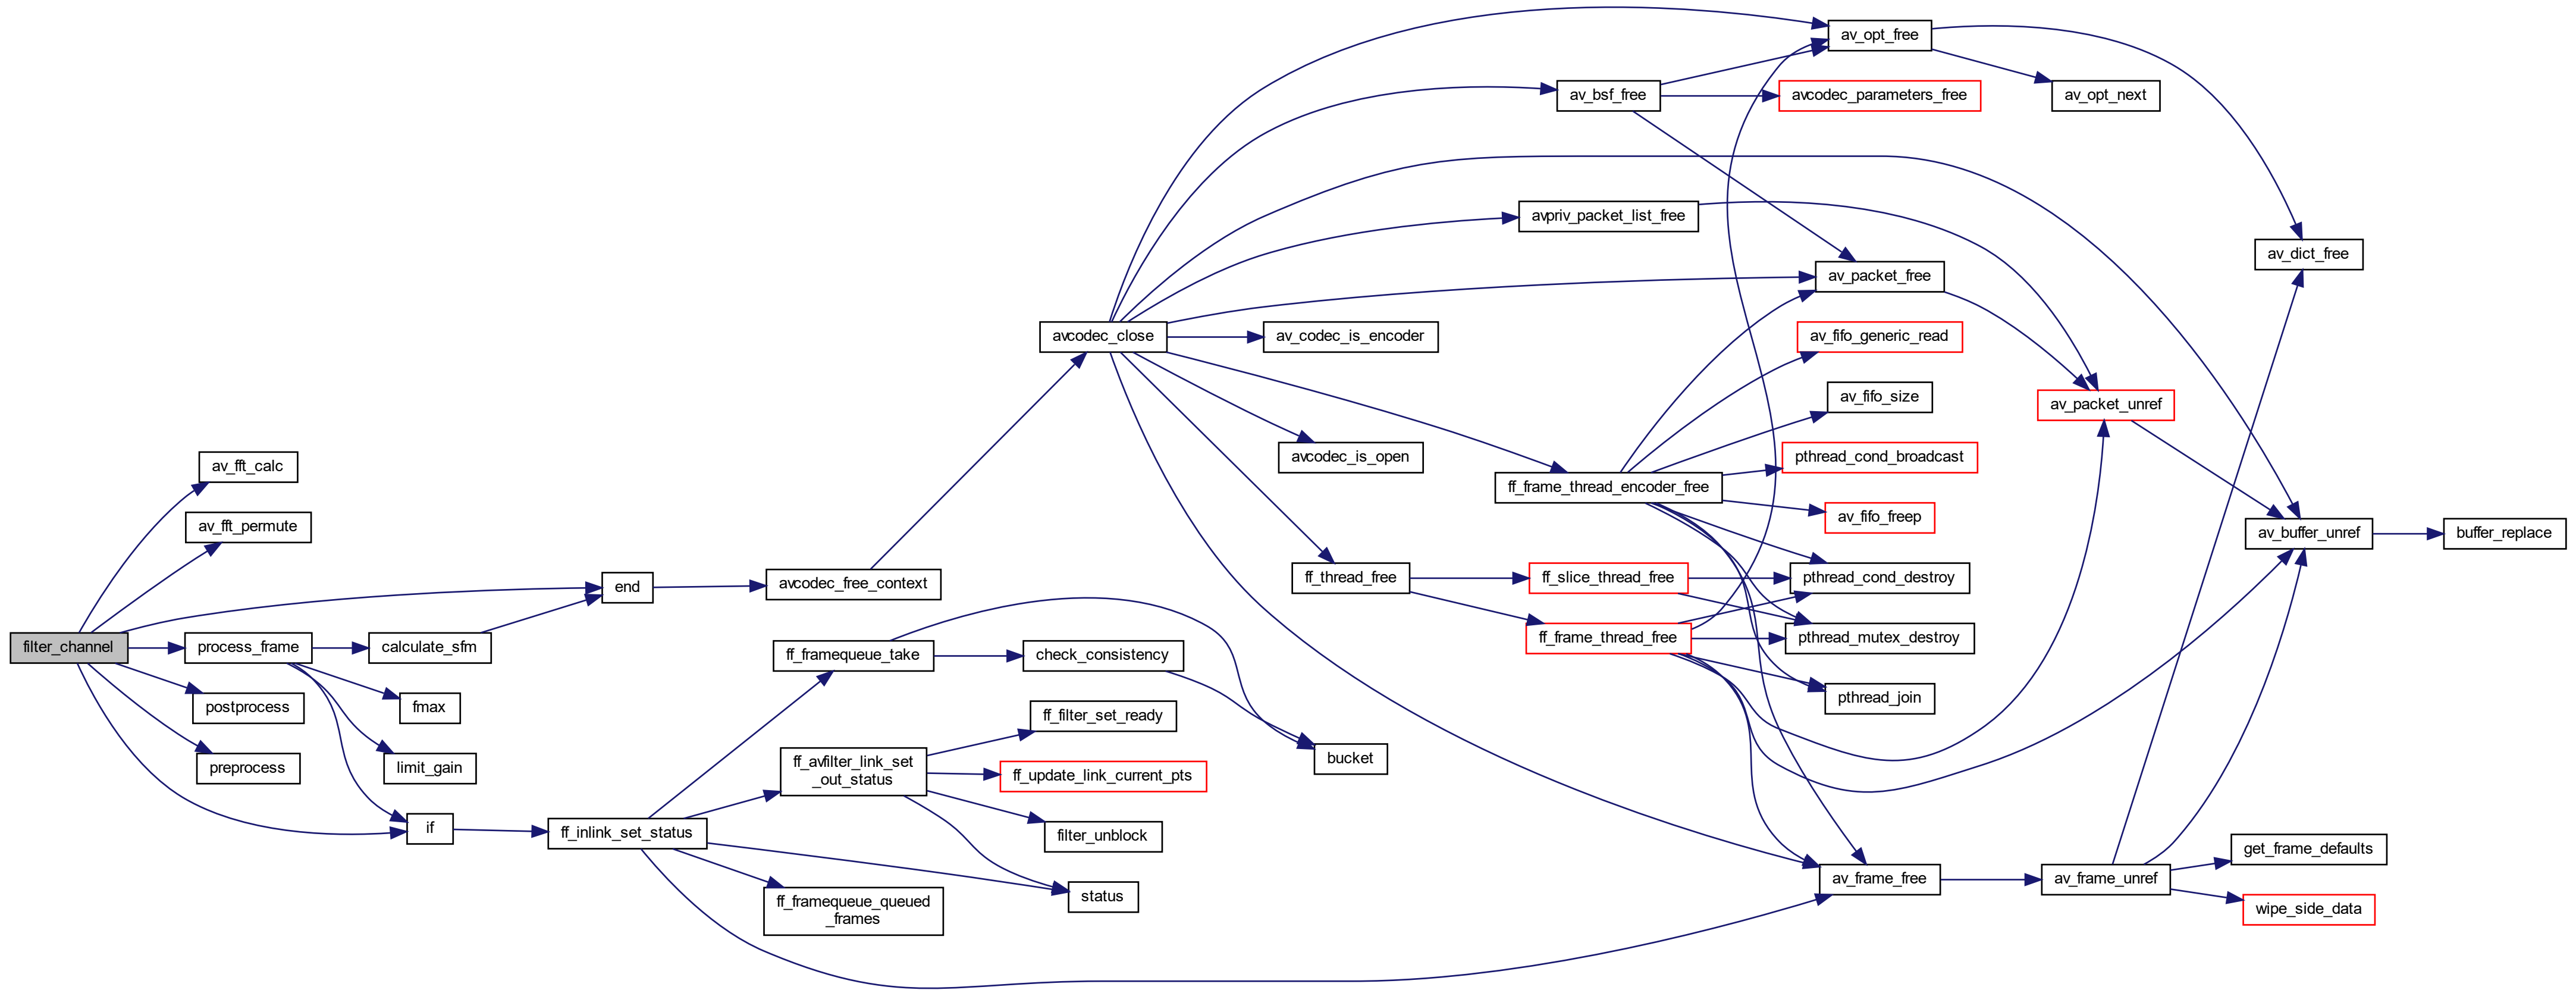 filter_channel
av_fft_calc
av_fft_permute
process_frame
postprocess
preprocess
end
calculate_sfm
fmax
limit_gain
if
avcodec_free_context
ff_inlink_set_status
ff_framequeue_take
ff_avfilter_link_set
_out_status
ff_framequeue_queued
_frames
avcodec_close
check_consistency
ff_filter_set_ready
ff_update_link_current_pts
filter_unblock
status
bucket
av_codec_is_encoder
avcodec_is_open
ff_thread_free
av_bsf_free
avpriv_packet_list_free
ff_frame_thread_encoder_free
ff_slice_thread_free
ff_frame_thread_free
av_opt_free
avcodec_parameters_free
av_packet_free
av_fifo_generic_read
av_fifo_size
pthread_cond_broadcast
av_fifo_freep
pthread_cond_destroy
pthread_mutex_destroy
pthread_join
av_frame_free
av_opt_next
av_packet_unref
av_frame_unref
av_dict_free
av_buffer_unref
get_frame_defaults
wipe_side_data
buffer_replace